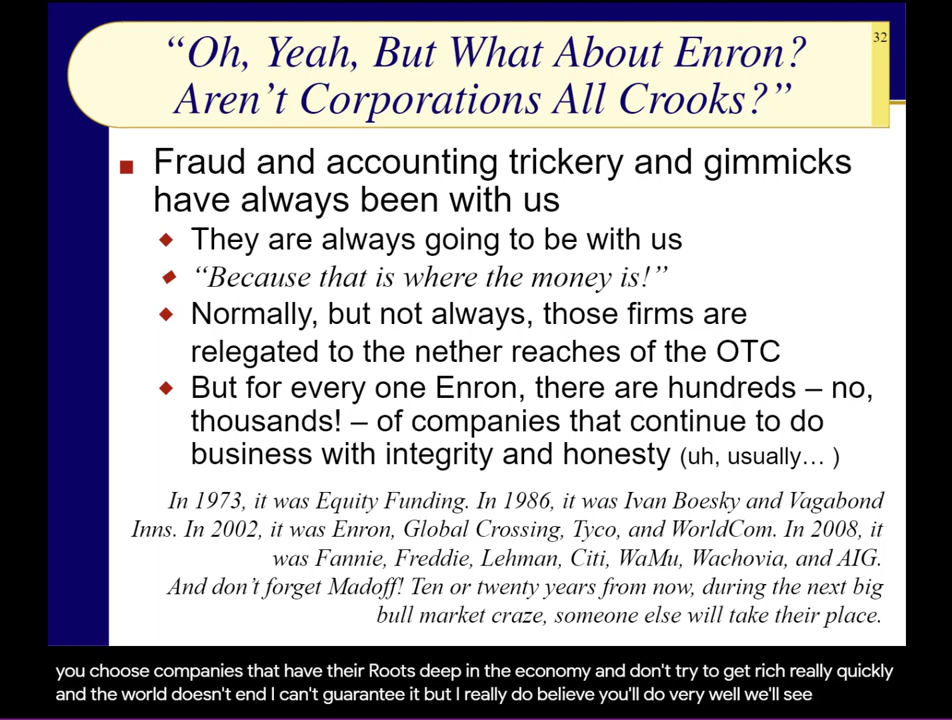 32
“Oh, Yeah, But What About Enron?
Aren’t Corporations All Crooks?”
Fraud and accounting trickery and gimmicks
have always been with us
They are always going to be with us
“Because that is where the money is!”
Normally, but not always, those firms are
relegated to the nether reaches of the OTC
But for every one Enron, there are hundreds – no,
thousands! – of companies that continue to do
business with integrity and honesty (uh, usually… )
In 1973, it was Equity Funding. In 1986, it was Ivan Boesky and Vagabond
Inns. In 2002, it was Enron, Global Crossing, Tyco, and WorldCom. In 2008, it
was Fannie, Freddie, Lehman, Citi, WaMu, Wachovia, and AIG.
And don’t forget Madoff! Ten or twenty years from now, during the next big
bull market craze, someone else will take their place.
you choose companies that have their Roots deep in the economy and don't try to get rich really quickly
and the world doesn't end I can't guarantee it but I really do believe you'll do very well we'll see